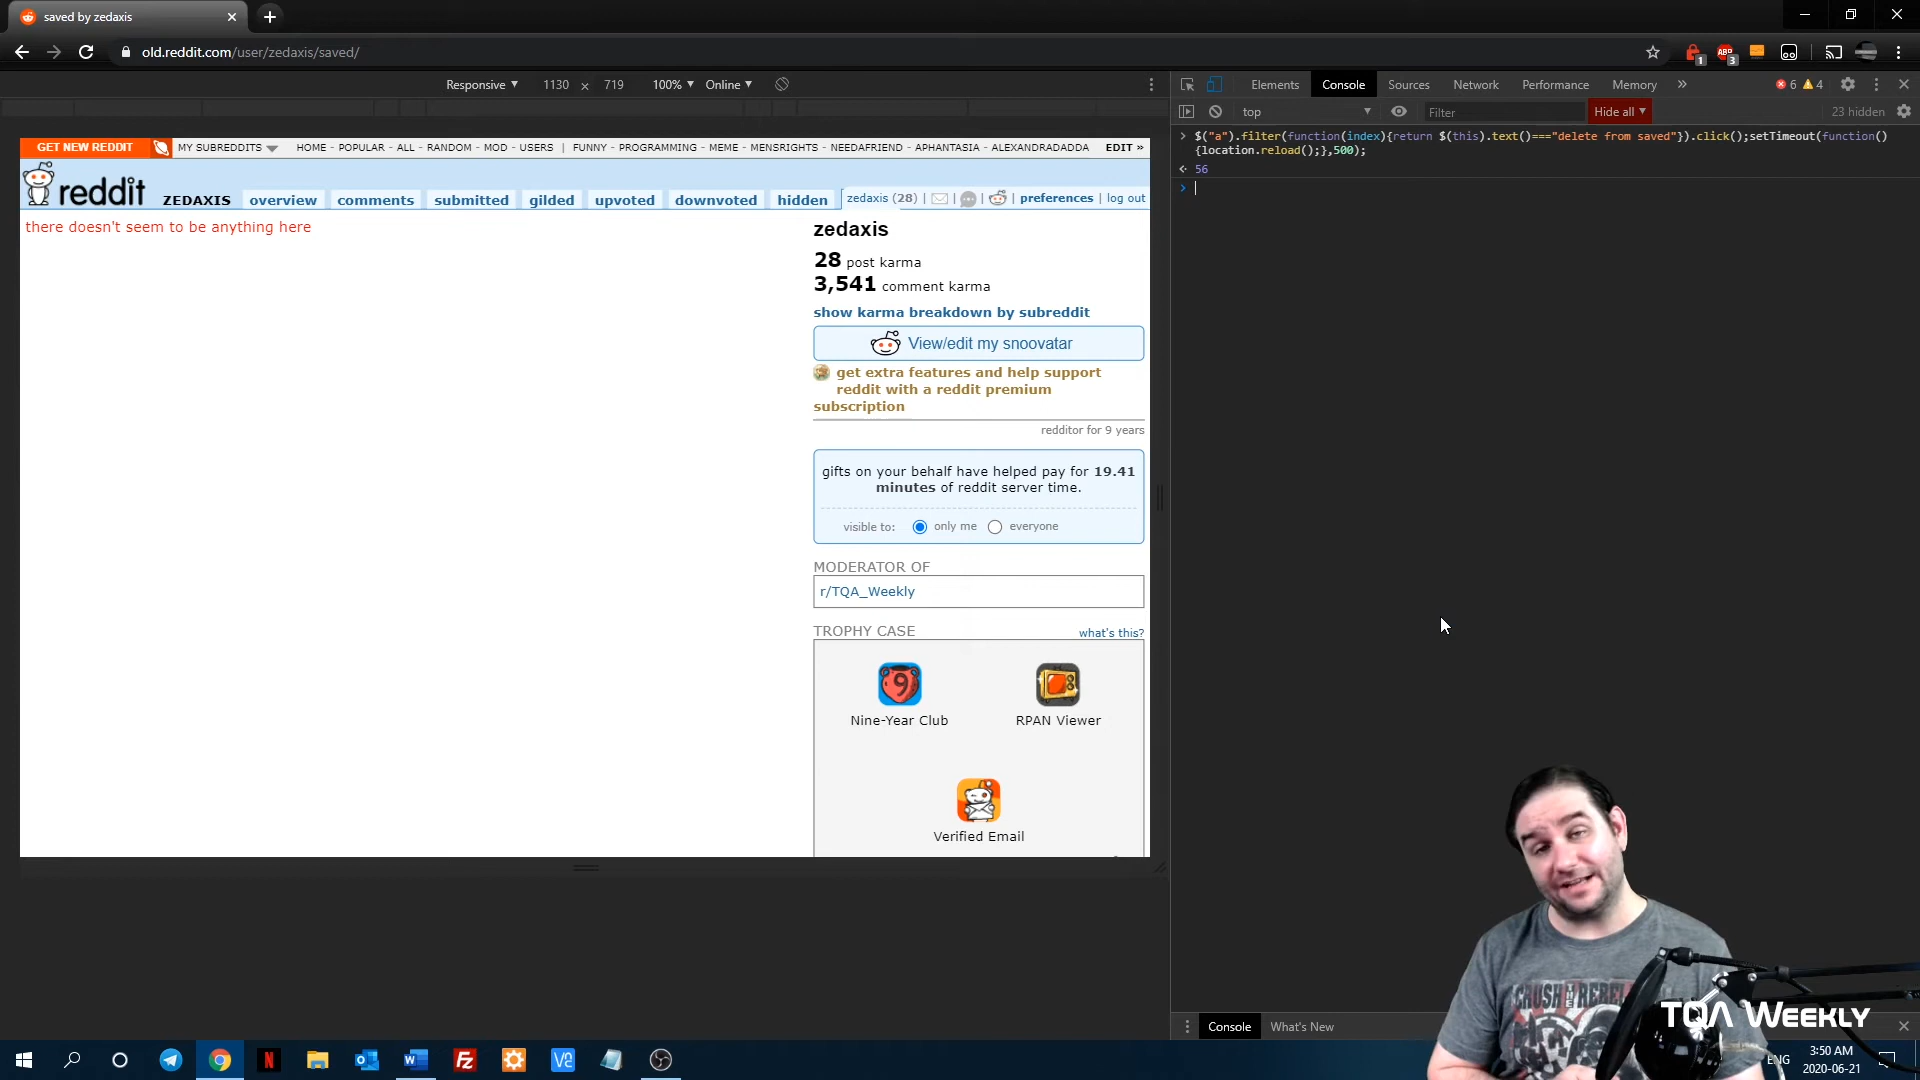 saved by zedaxis
old.reddit.com/user/zedaxis/saved/
1
ABP
3
Responsive
1130 × 719
100%
Online
Elements
Console
Sources
Network
Performance
Memory
6
4
top
Filter
Hide all
23 hidden
$("a").filter(function(index){return $(this).text()==="delete from saved"}).click();setTimeout(function()
{location.reload();},500);
56
GET NEW REDDIT
MY SUBREDDITS
HOME - POPULAR - ALL - RANDOM - MOD - USERS | FUNNY - PROGRAMMING - MEME - MENSRIGHTS - NEEDAFRIEND - APHANTASIA - ALEXANDRADADDA
EDIT »
reddit
ZEDAXIS
overview
comments
submitted
gilded
upvoted
downvoted
hidden
zedaxis (28) | | | preferences | log out
there doesn't seem to be anything here
zedaxis
28 post karma
3,541 comment karma
show karma breakdown by subreddit
View/edit my snoovatar
get extra features and help support
reddit with a reddit premium
subscription
redditor for 9 years
gifts on your behalf have helped pay for 19.41
minutes of reddit server time.
visible to: only me everyone
MODERATOR OF
r/TQA_Weekly
TROPHY CASE
what's this?
9
Nine-Year Club
RPAN Viewer
Verified Email
Console
What's New
CRUSH THE REBEL
TQA WEEKLY
ENG
3:50 AM
2020-06-21